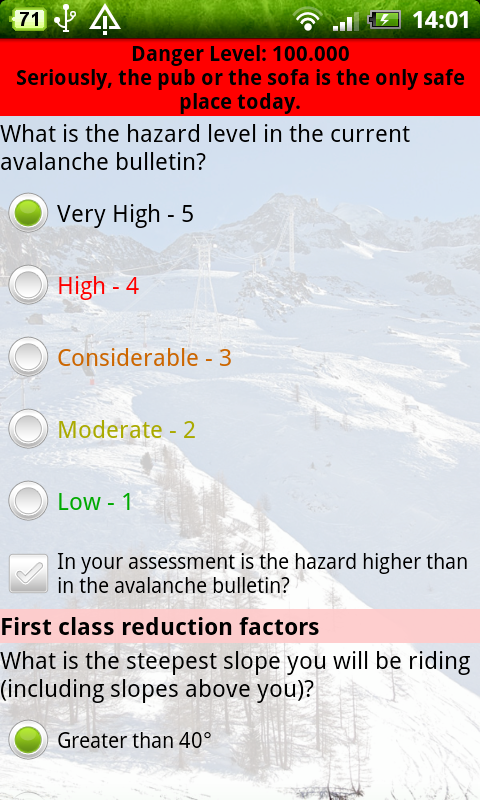 71
14:01
Danger Level: 100.000
Seriously, the pub or the sofa is the only safe
place today.
What is the hazard level in the current
avalanche bulletin?
Very High - 5
High - 4
Considerable - 3
Moderate - 2
Low - 1
In your assessment is the hazard higher than
in the avalanche bulletin?
First class reduction factors
What is the steepest slope you will be riding
(including slopes above you)?
Greater than 40°